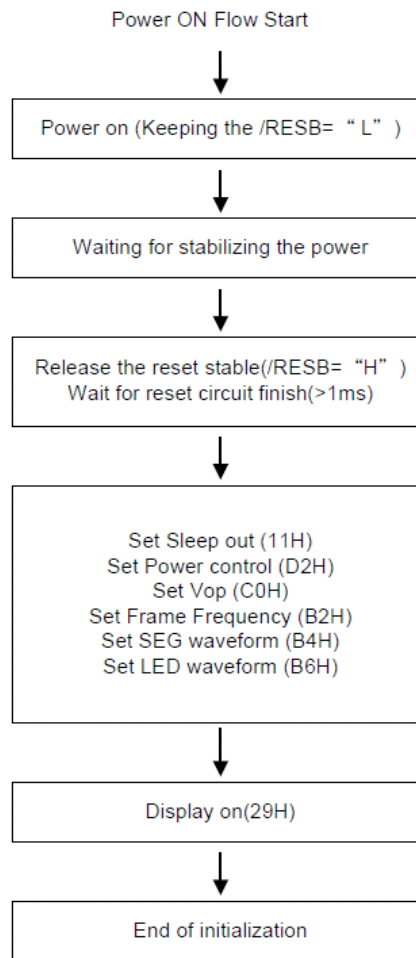 Power ON Flow Start
Power on (Keeping the /RESB= “ L” )
Waiting for stabilizing the power
Release the reset stable(/RESB= “H” )
Wait for reset circuit finish(>1ms)
Set Sleep out (11H)
Set Power control (D2H)
Set Vop (C0H)
Set Frame Frequency (B2H)
Set SEG waveform (B4H)
Set LED waveform (B6H)
Display on(29H)
End of initialization